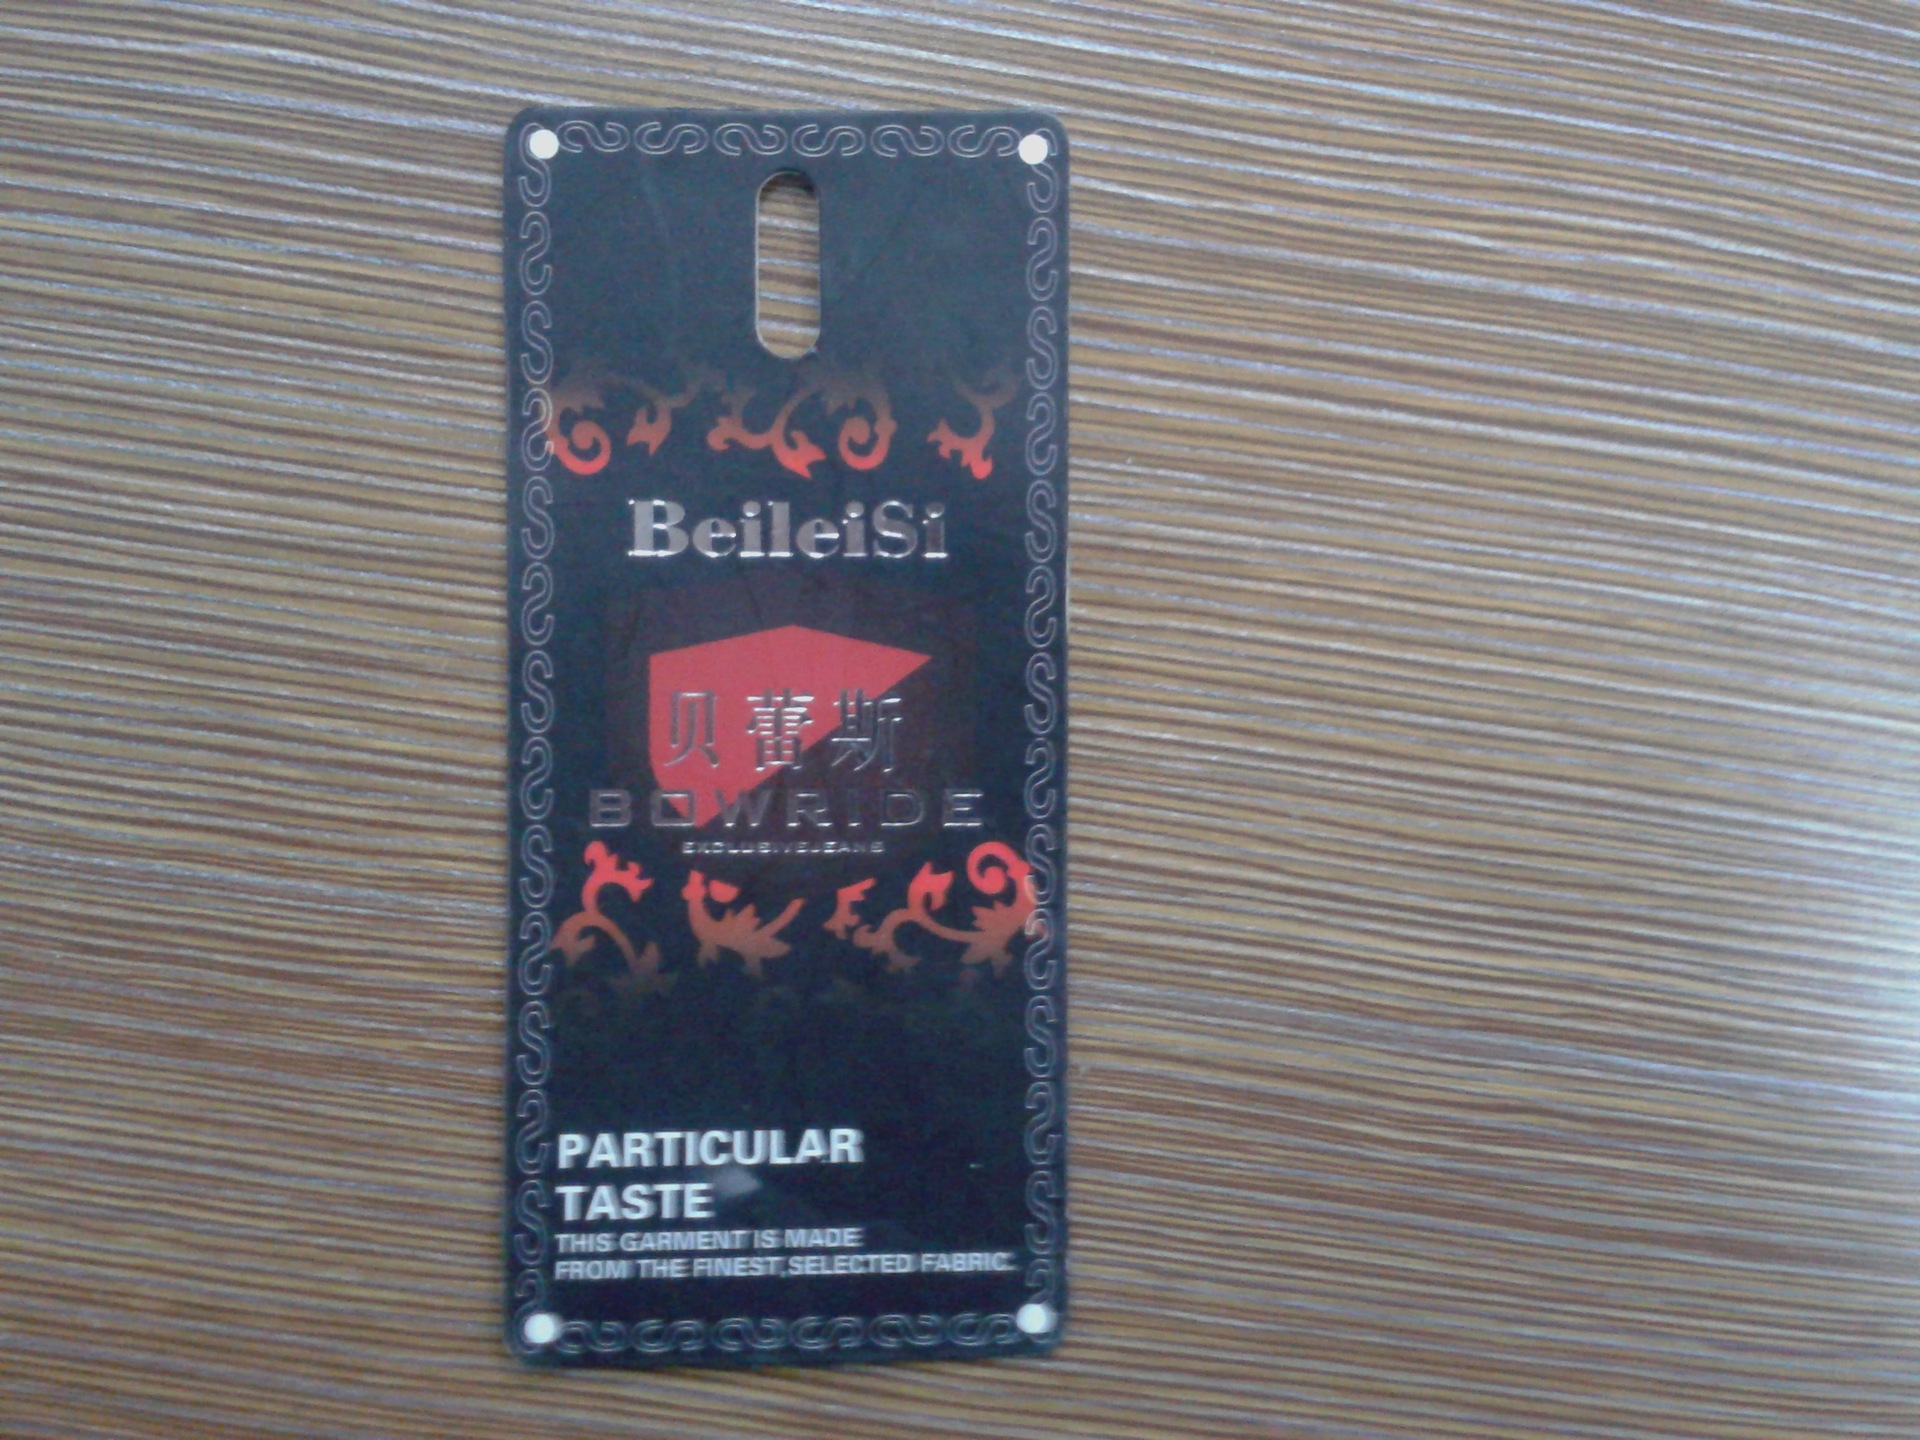 BeileiSi
贝蕾斯
BOWRIDE
EXCLUSIVEJEANS
PARTICULAR
TASTE
THIS GARMENT IS MADE
FROM THE FINEST,SELECTED FABRIC.